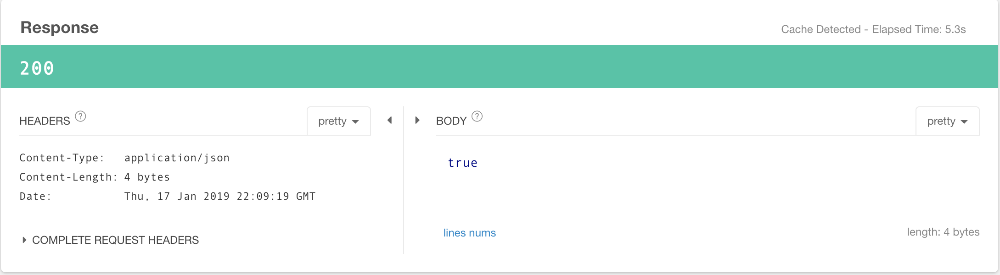 Response
Cache Detected - Elapsed Time: 5.3s
200
HEADERS ?
pretty
Content-Type: application/json
Content-Length: 4 bytes
Date: Thu, 17 Jan 2019 22:09:19 GMT
COMPLETE REQUEST HEADERS
BODY ?
pretty
true
lines nums
length: 4 bytes